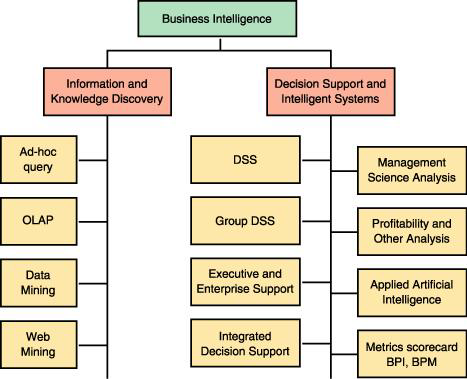 Business Intelligence
Information and
Knowledge Discovery
Decision Support and
Intelligent Systems
Ad-hoc
query
OLAP
Data
Mining
Web
Mining
DSS
Group DSS
Executive and
Enterprise Support
Integrated
Decision Support
Management
Science Analysis
Profitability and
Other Analysis
Applied Artificial
Intelligence
Metrics scorecard
BPI, BPM